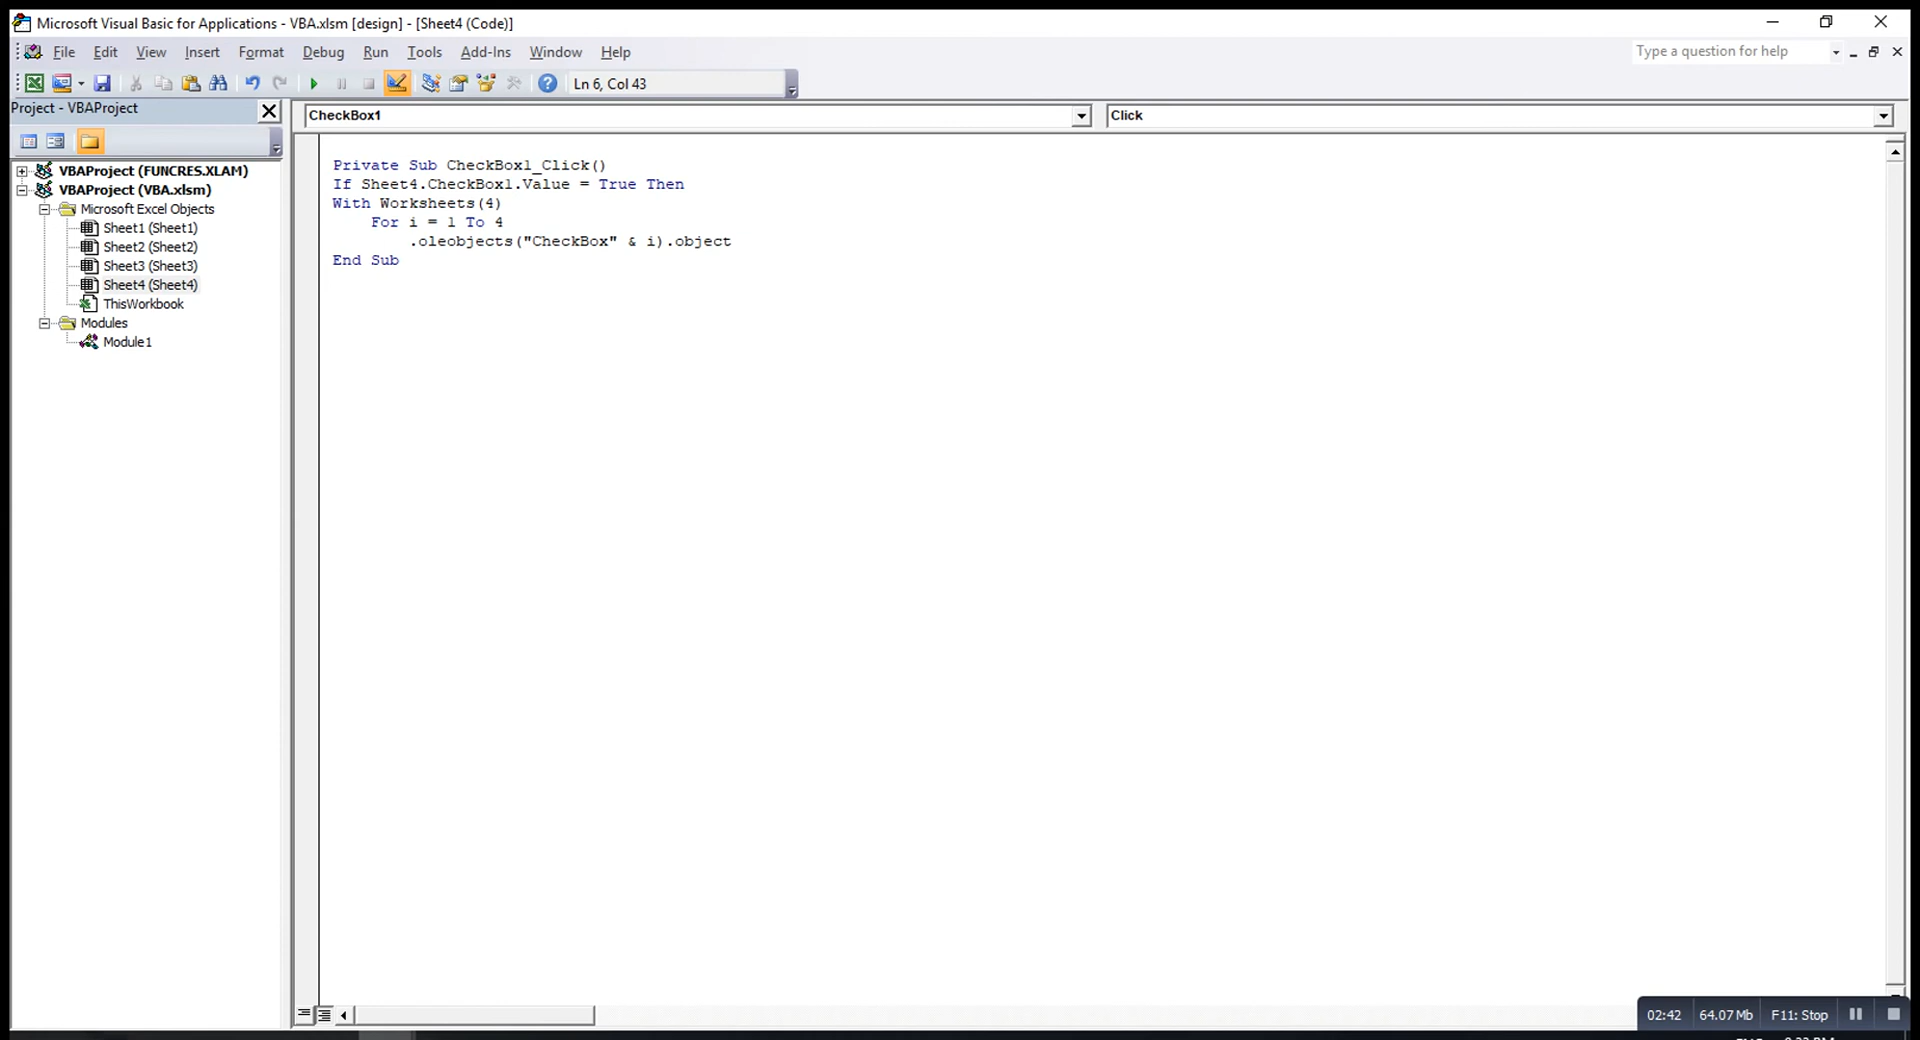 Microsoft Visual Basic for Applications - VBA.xlsm [design] - [Sheet4 (Code)]
File Edit View Insert Format Debug Run Tools Add-Ins Window Help
Type a question for help
Ln 6, Col 43
Project - VBAProject
CheckBox1
Click
VBAProject (FUNCRES.XLAM)
VBAProject (VBA.xlsm)
Microsoft Excel Objects
Sheet1 (Sheet1)
Sheet2 (Sheet2)
Sheet3 (Sheet3)
Sheet4 (Sheet4)
ThisWorkbook
Modules
Module1
Private Sub CheckBox1_Click()
If Sheet4.CheckBox1.Value = True Then
With Worksheets(4)
For i = 1 To 4
.oleobjects("CheckBox" & i).object
End Sub
02:42 64.07 Mb F11: Stop